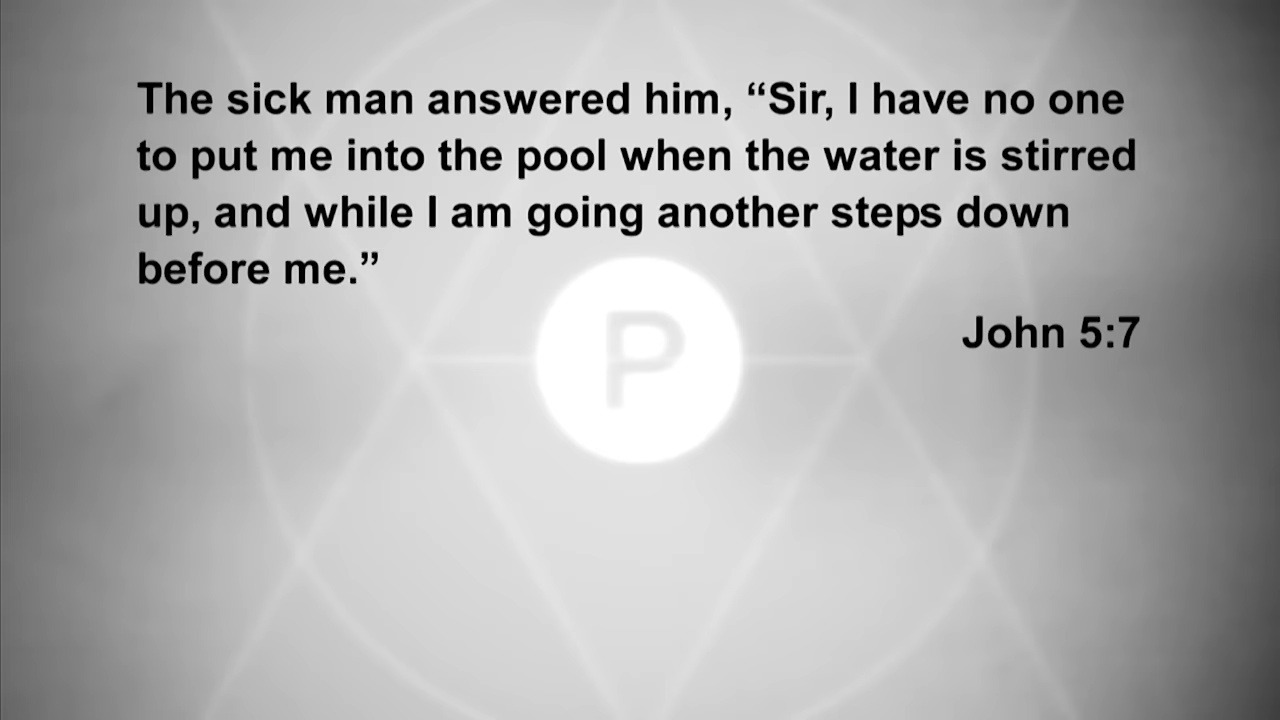 The sick man answered him, “Sir, I have no one
to put me into the pool when the water is stirred
up, and while I am going another steps down
before me.”
John 5:7
P